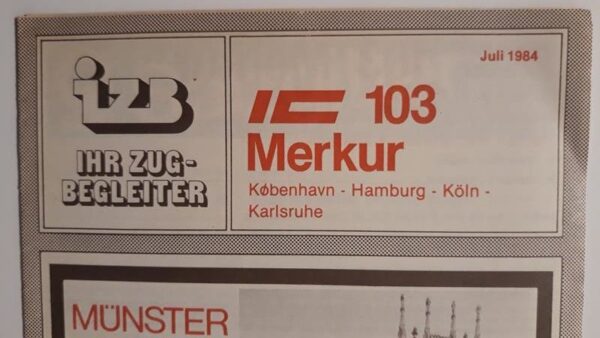 izb
IHR ZUG-
BEGLEITER
Juli 1984
IC 103
Merkur
København - Hamburg - Köln -
Karlsruhe
MÜNSTER